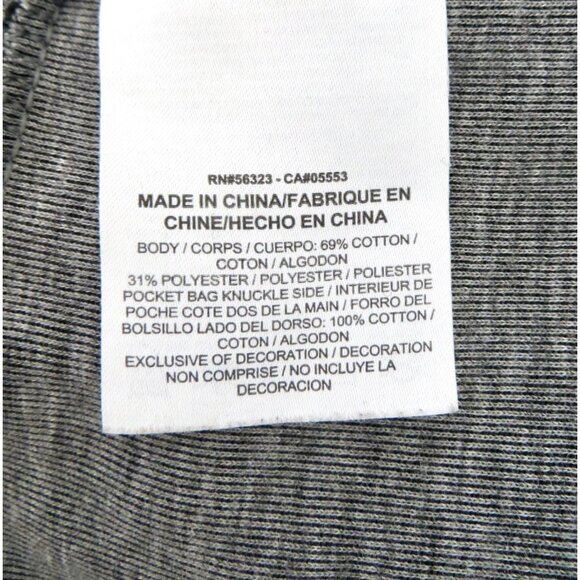 RN#56323 - CA#05553
MADE IN CHINA/FABRIQUE EN
CHINE/HECHO EN CHINA
BODY / CORPS / CUERPO: 69% COTTON /
COTON / ALGODON
31% POLYESTER / POLYESTER / POLIESTER
POCKET BAG KNUCKLE SIDE / INTERIEUR DE
POCHE COTE DOS DE LA MAIN / FORRO DEL
BOLSILLO LADO DEL DORSO: 100% COTTON /
COTON / ALGODON
EXCLUSIVE OF DECORATION / DECORATION
NON COMPRISE / NO INCLUYE LA
DECORACION